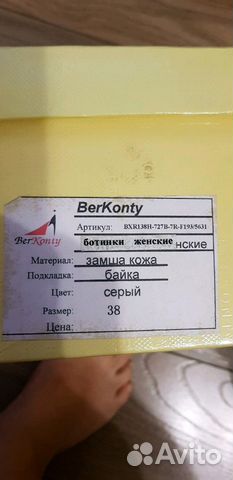 BerKonty
BerKonty
Артикул: BXR138H-727B-7R-F193/5631
ботинки женские нские
Материал: замша кожа
Подкладка: байка
Цвет: серый
Размер: 38
Цена:
Avito